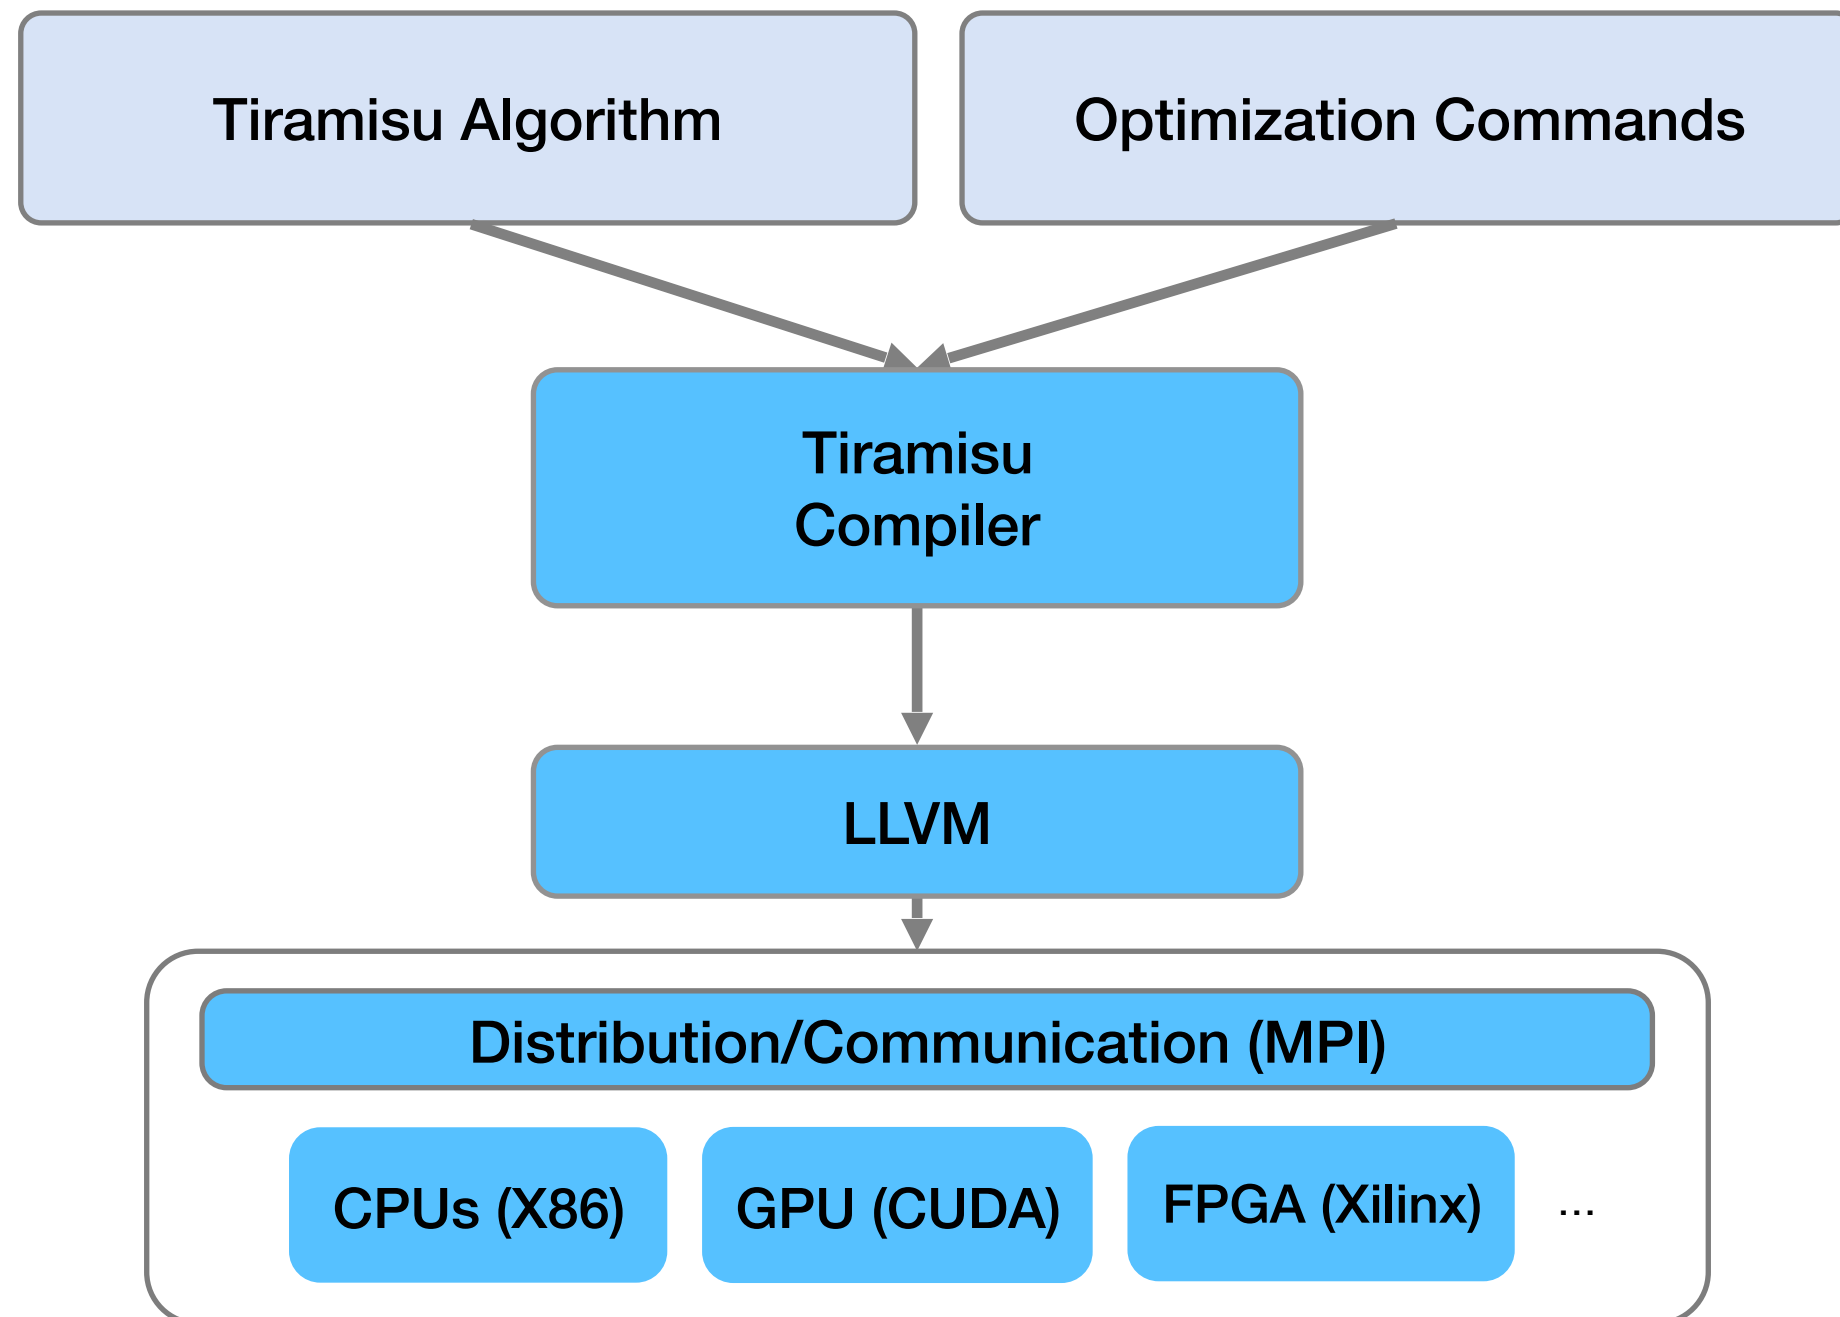 Tiramisu Algorithm
Optimization Commands
Tiramisu
Compiler
LLVM
Distribution/Communication (MPI)
CPUs (X86)
GPU (CUDA)
FPGA (Xilinx)
...